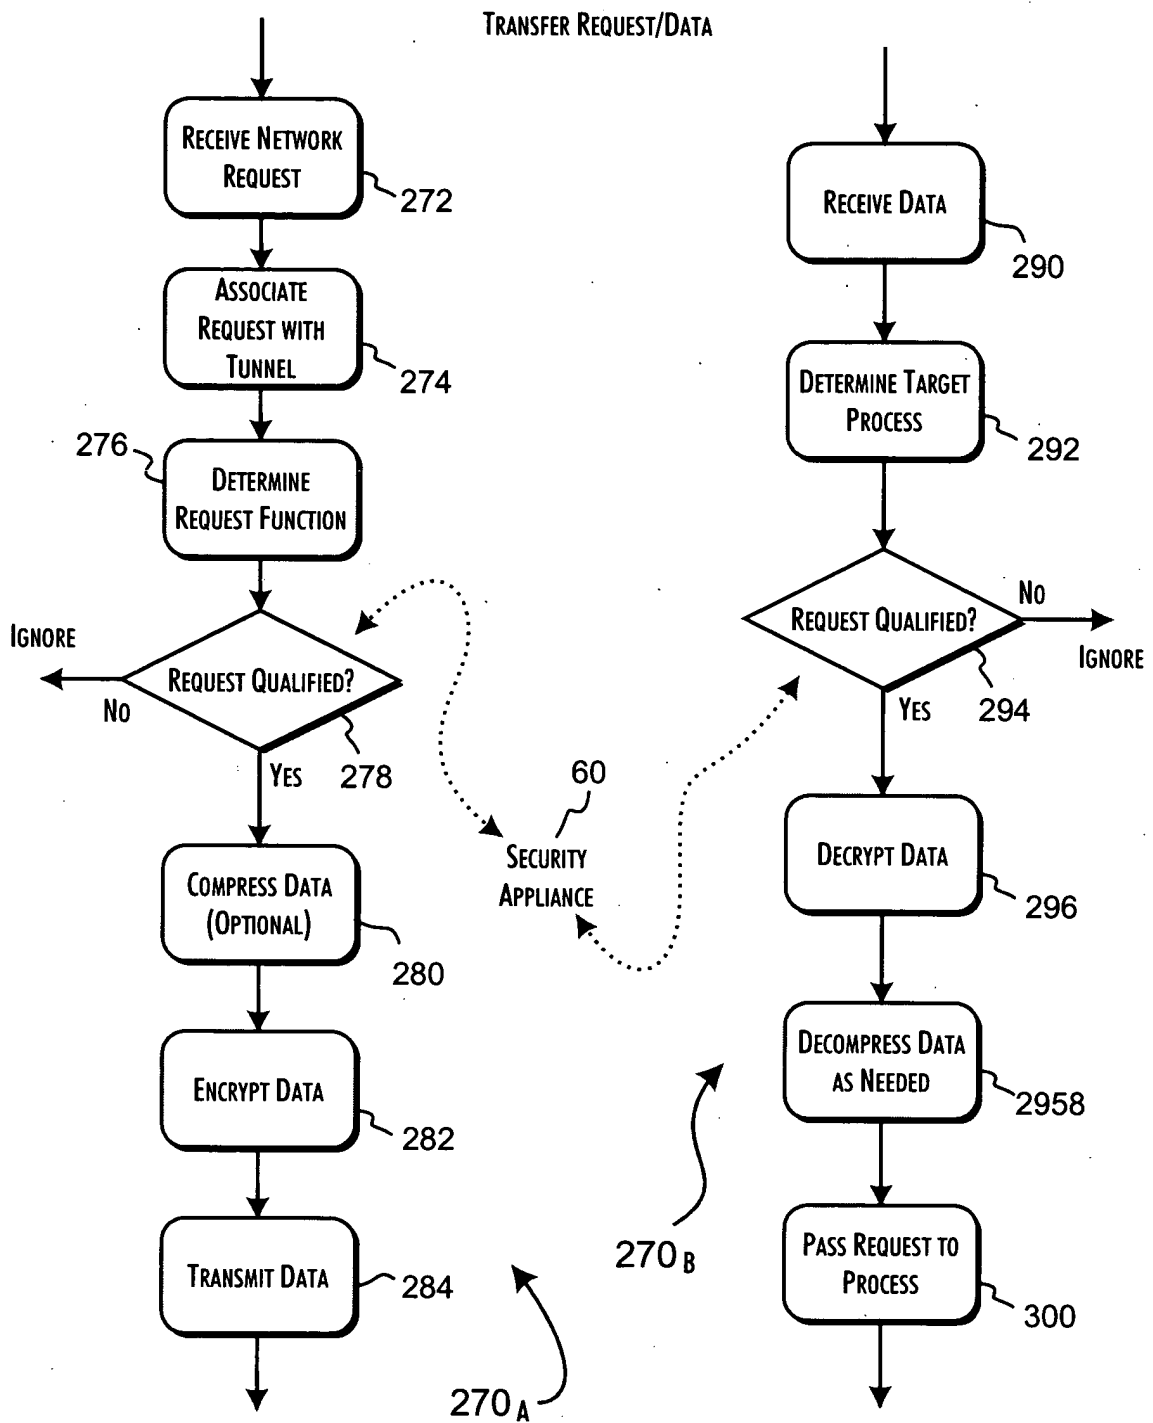 TRANSFER REQUEST/DATA
RECEIVE NETWORK
REQUEST
272
ASSOCIATE
REQUEST WITH
TUNNEL
274
276
DETERMINE
REQUEST FUNCTION
IGNORE
NO
REQUEST QUALIFIED?
278
YES
COMPRESS DATA
(OPTIONAL)
280
ENCRYPT DATA
282
TRANSMIT DATA
284
270A
60
SECURITY
APPLIANCE
RECEIVE DATA
290
DETERMINE TARGET
PROCESS
292
REQUEST QUALIFIED?
NO
IGNORE
294
YES
DECRYPT DATA
296
DECOMPRESS DATA
AS NEEDED
2958
270B
PASS REQUEST TO
PROCESS
300